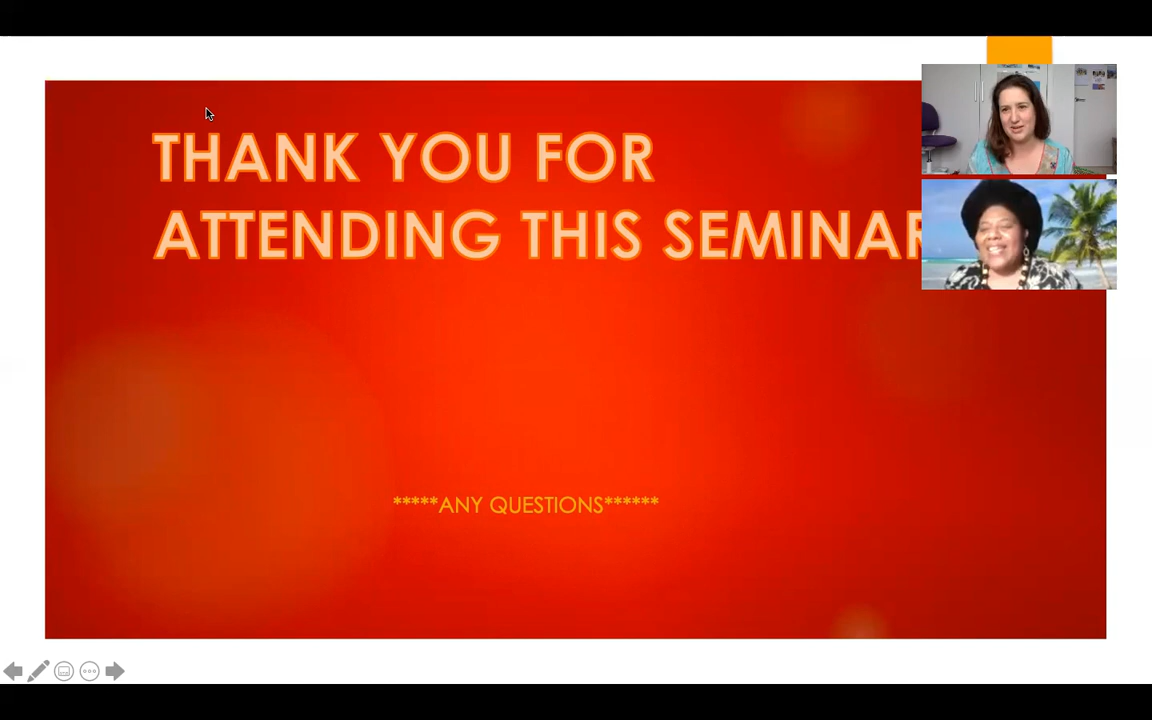 THANK YOU FOR
ATTENDING THIS SEMINAR
*****ANY QUESTIONS******